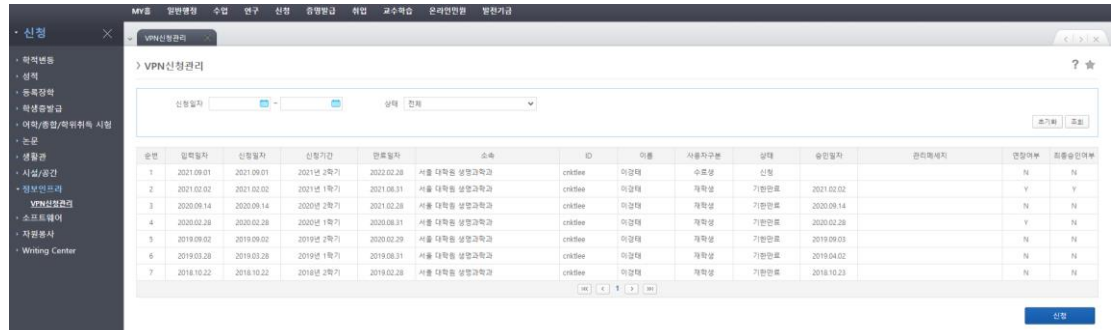 MY홈 일반행정 수업 연구 신청 증명발급 취업 교수학습 온라인민원 발전기금
신청
VPN신청관리
학적변동
성적
등록장학
학생증발급
어학/종합/학위취득 시험
논문
생활관
시설/공간
정보인프라
VPN신청관리
소프트웨어
자원봉사
Writing Center
VPN신청관리
신청일자 ~ 상태 전체
초기화 조회
순번 입학일자 신청일자 신청기간 만료일자 소속 ID 이름 사용자구분 상태 승인일자 관리메세지 연장여부 최종승인여부
1 2021.09.01 2021.09.01 2021년 2학기 2022.02.28 서울 대학원 생명과학과 cnktlee 이경태 수료생 신청 N N
2 2021.02.02 2021.02.02 2021년 1학기 2021.08.31 서울 대학원 생명과학과 cnktlee 이경태 재학생 기한만료 2021.02.02 Y Y
3 2020.09.14 2020.09.14 2020년 2학기 2021.02.28 서울 대학원 생명과학과 cnktlee 이경태 재학생 기한만료 2020.09.14 N N
4 2020.02.28 2020.02.28 2020년 1학기 2020.08.31 서울 대학원 생명과학과 cnktlee 이경태 재학생 기한만료 2020.02.28 Y N
5 2019.09.02 2019.09.02 2019년 2학기 2020.02.29 서울 대학원 생명과학과 cnktlee 이경태 재학생 기한만료 2019.09.03 N N
6 2019.03.28 2019.03.28 2019년 1학기 2019.08.31 서울 대학원 생명과학과 cnktlee 이경태 재학생 기한만료 2019.04.02 N N
7 2018.10.22 2018.10.22 2018년 2학기 2019.02.28 서울 대학원 생명과학과 cnktlee 이경태 재학생 기한만료 2018.10.23 N N
1
신청